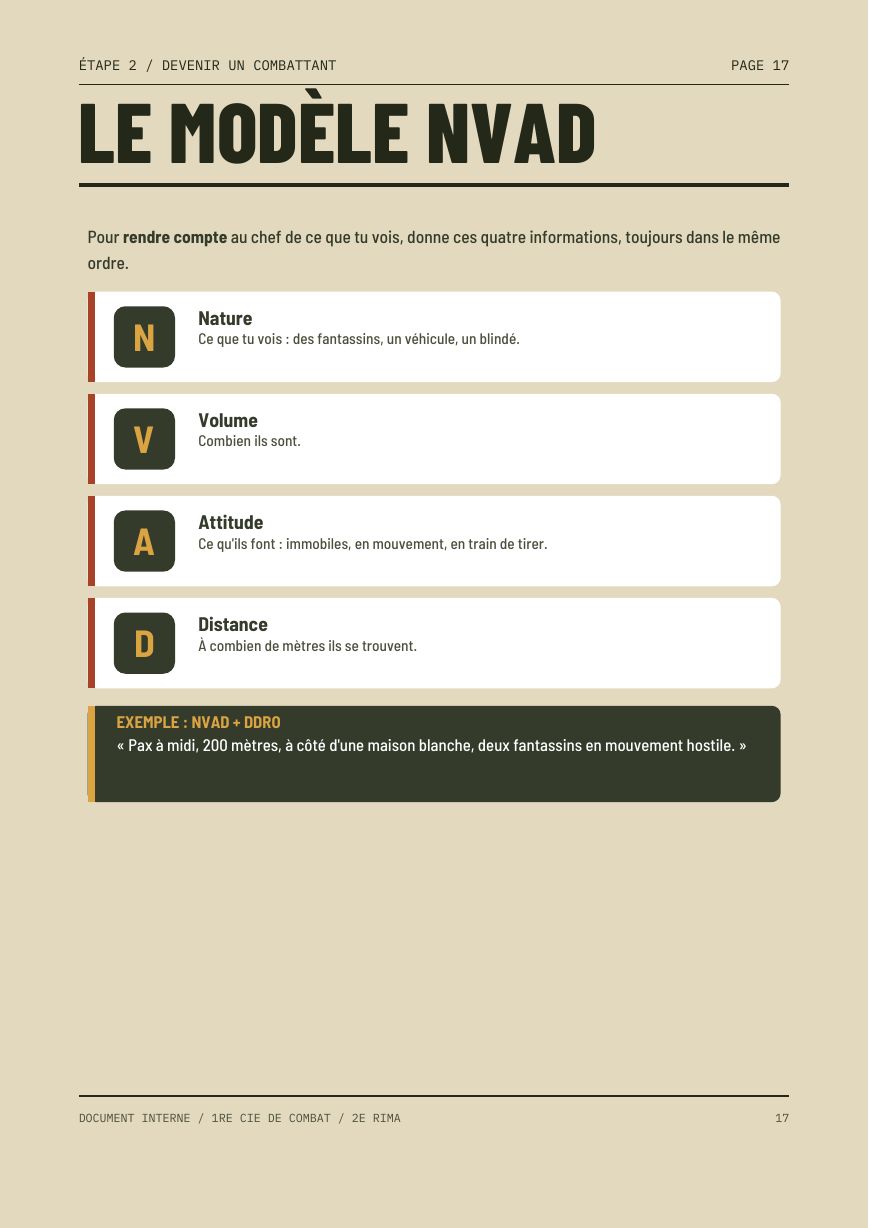 ÉTAPE 2 / DEVENIR UN COMBATTANT
PAGE 17
LE MODÈLE NVAD
Pour rendre compte au chef de ce que tu vois, donne ces quatre informations, toujours dans le même
ordre.
N
Nature
Ce que tu vois : des fantassins, un véhicule, un blindé.
V
Volume
Combien ils sont.
A
Attitude
Ce qu'ils font : immobiles, en mouvement, en train de tirer.
D
Distance
À combien de mètres ils se trouvent.
EXEMPLE : NVAD + DDRO
« Pax à midi, 200 mètres, à côté d'une maison blanche, deux fantassins en mouvement hostile. »
DOCUMENT INTERNE / 1RE CIE DE COMBAT / 2E RIMA
17